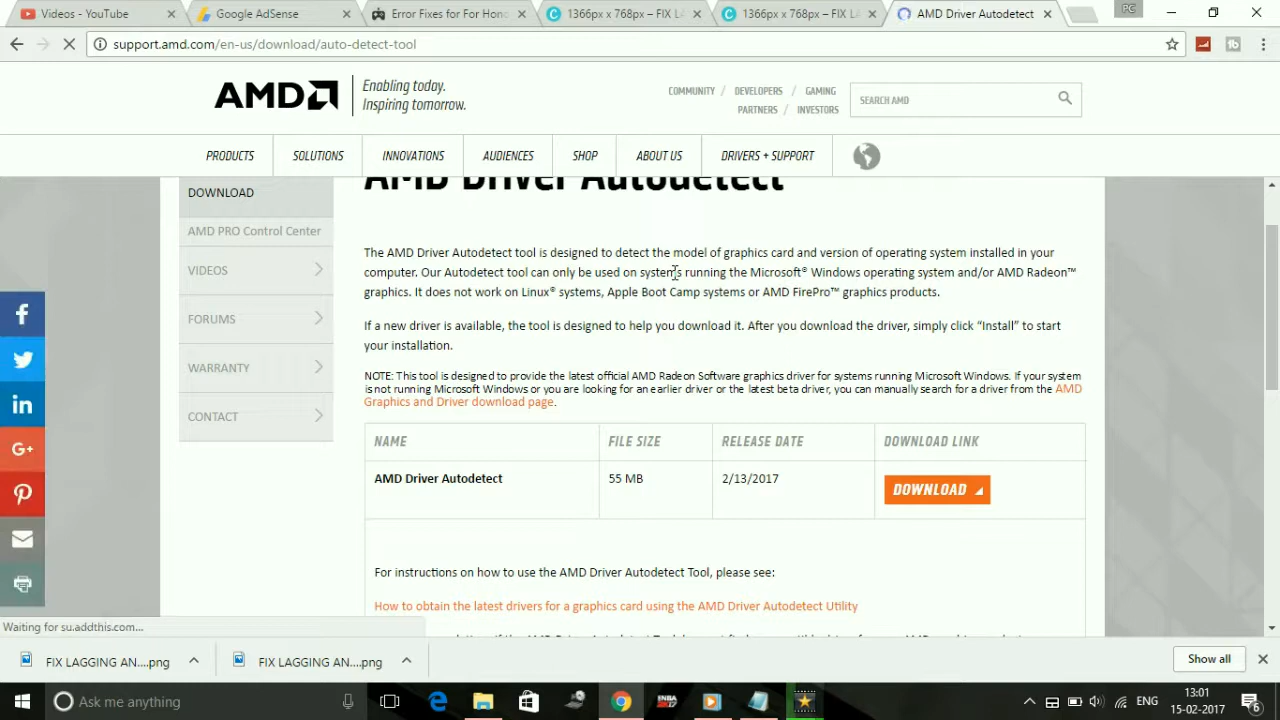 Videos - YouTube
Google AdSense
Error Fixes for For Hono
1366px x 768px – FIX LA
1366px x 768px – FIX LA
AMD Driver Autodetect
PC
support.amd.com/en-us/download/auto-detect-tool
AMD
Enabling today.
Inspiring tomorrow.
COMMUNITY / DEVELOPERS / GAMING
PARTNERS / INVESTORS
SEARCH AMD
PRODUCTS
SOLUTIONS
INNOVATIONS
AUDIENCES
SHOP
ABOUT US
DRIVERS + SUPPORT
DOWNLOAD
AMD PRO Control Center
VIDEOS
FORUMS
WARRANTY
CONTACT
AMD Driver Autodetect
The AMD Driver Autodetect tool is designed to detect the model of graphics card and version of operating system installed in your
computer. Our Autodetect tool can only be used on systems running the Microsoft® Windows operating system and/or AMD Radeon™
graphics. It does not work on Linux® systems, Apple Boot Camp systems or AMD FirePro™ graphics products.
If a new driver is available, the tool is designed to help you download it. After you download the driver, simply click “Install” to start
your installation.
NOTE: This tool is designed to provide the latest official AMD Radeon Software graphics driver for systems running Microsoft Windows. If your system
is not running Microsoft Windows or you are looking for an earlier driver or the latest beta driver, you can manually search for a driver from the AMD
Graphics and Driver download page.
NAME
FILE SIZE
RELEASE DATE
DOWNLOAD LINK
AMD Driver Autodetect
55 MB
2/13/2017
DOWNLOAD
For instructions on how to use the AMD Driver Autodetect Tool, please see:
How to obtain the latest drivers for a graphics card using the AMD Driver Autodetect Utility
Waiting for su.addthis.com...
FIX LAGGING AN....png
FIX LAGGING AN....png
Show all
Ask me anything
ENG
13:01
15-02-2017
6